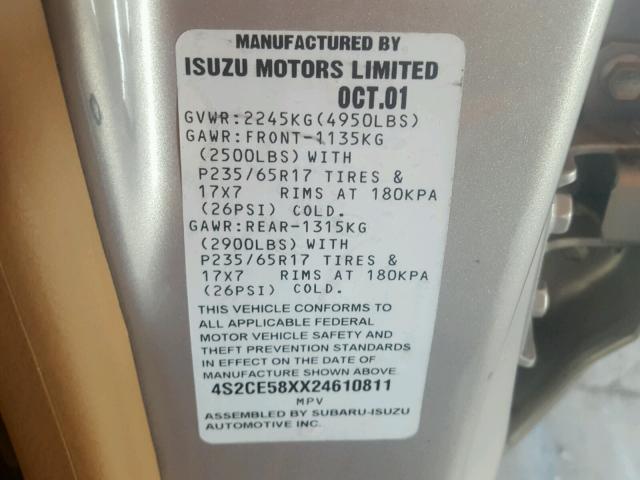 MANUFACTURED BY
ISUZU MOTORS LIMITED
OCT.01
GVWR:2245KG(4950LBS)
GAWR:FRONT-1135KG
(2500LBS) WITH
P235/65R17 TIRES &
17X7 RIMS AT 180KPA
(26PSI) COLD.
GAWR:REAR-1315KG
(2900LBS) WITH
P235/65R17 TIRES &
17X7 RIMS AT 180KPA
(26PSI) COLD.
THIS VEHICLE CONFORMS TO
ALL APPLICABLE FEDERAL
MOTOR VEHICLE SAFETY AND
THEFT PREVENTION STANDARDS
IN EFFECT ON THE DATE OF
MANUFACTURE SHOWN ABOVE
4S2CE58XX24610811
MPV
ASSEMBLED BY SUBARU-ISUZU
AUTOMOTIVE INC.